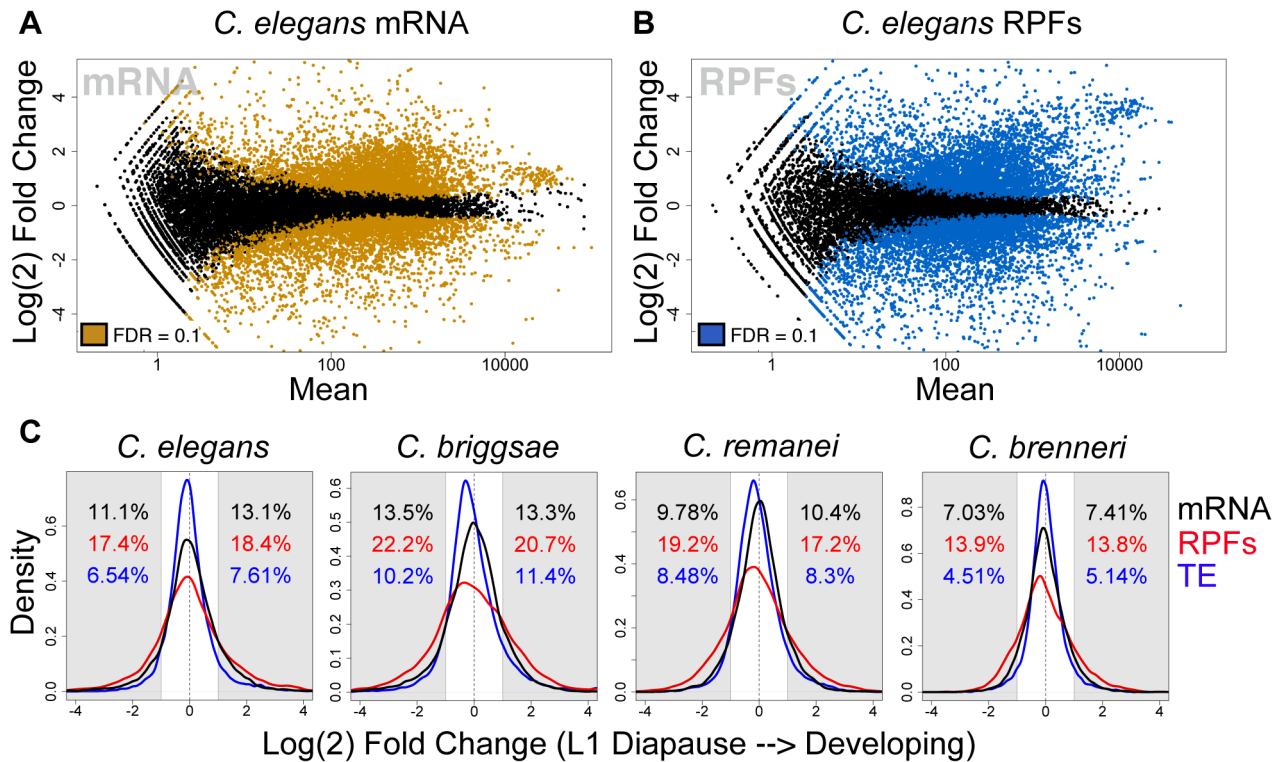 A
C. elegans mRNA
mRNA
Log(2) Fold Change
4
2
0
-2
-4
FDR = 0.1
1
100
10000
Mean
B
C. elegans RPFs
RPFs
Log(2) Fold Change
4
2
0
-2
-4
FDR = 0.1
1
100
10000
Mean
C
C. elegans
11.1% 13.1%
17.4% 18.4%
6.54% 7.61%
Density
0.6
0.4
0.2
0.0
-4 -2 0 2 4
C. briggsae
13.5% 13.3%
22.2% 20.7%
10.2% 11.4%
0.6
0.5
0.4
0.3
0.2
0.1
0.0
-4 -2 0 2 4
C. remanei
9.78% 10.4%
19.2% 17.2%
8.48% 8.3%
0.6
0.4
0.2
0.0
-4 -2 0 2 4
C. brenneri
7.03% 7.41%
13.9% 13.8%
4.51% 5.14%
0.8
0.6
0.4
0.2
0.0
-4 -2 0 2 4
mRNA
RPFs
TE
Log(2) Fold Change (L1 Diapause --> Developing)